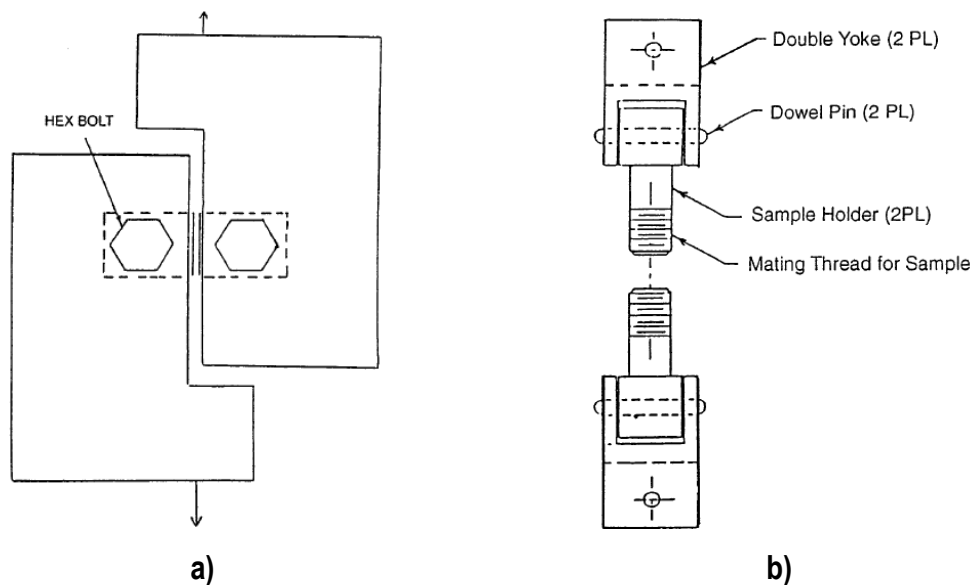 HEX BOLT
Double Yoke (2 PL)
Dowel Pin (2 PL)
Sample Holder (2PL)
Mating Thread for Sample
a)
b)